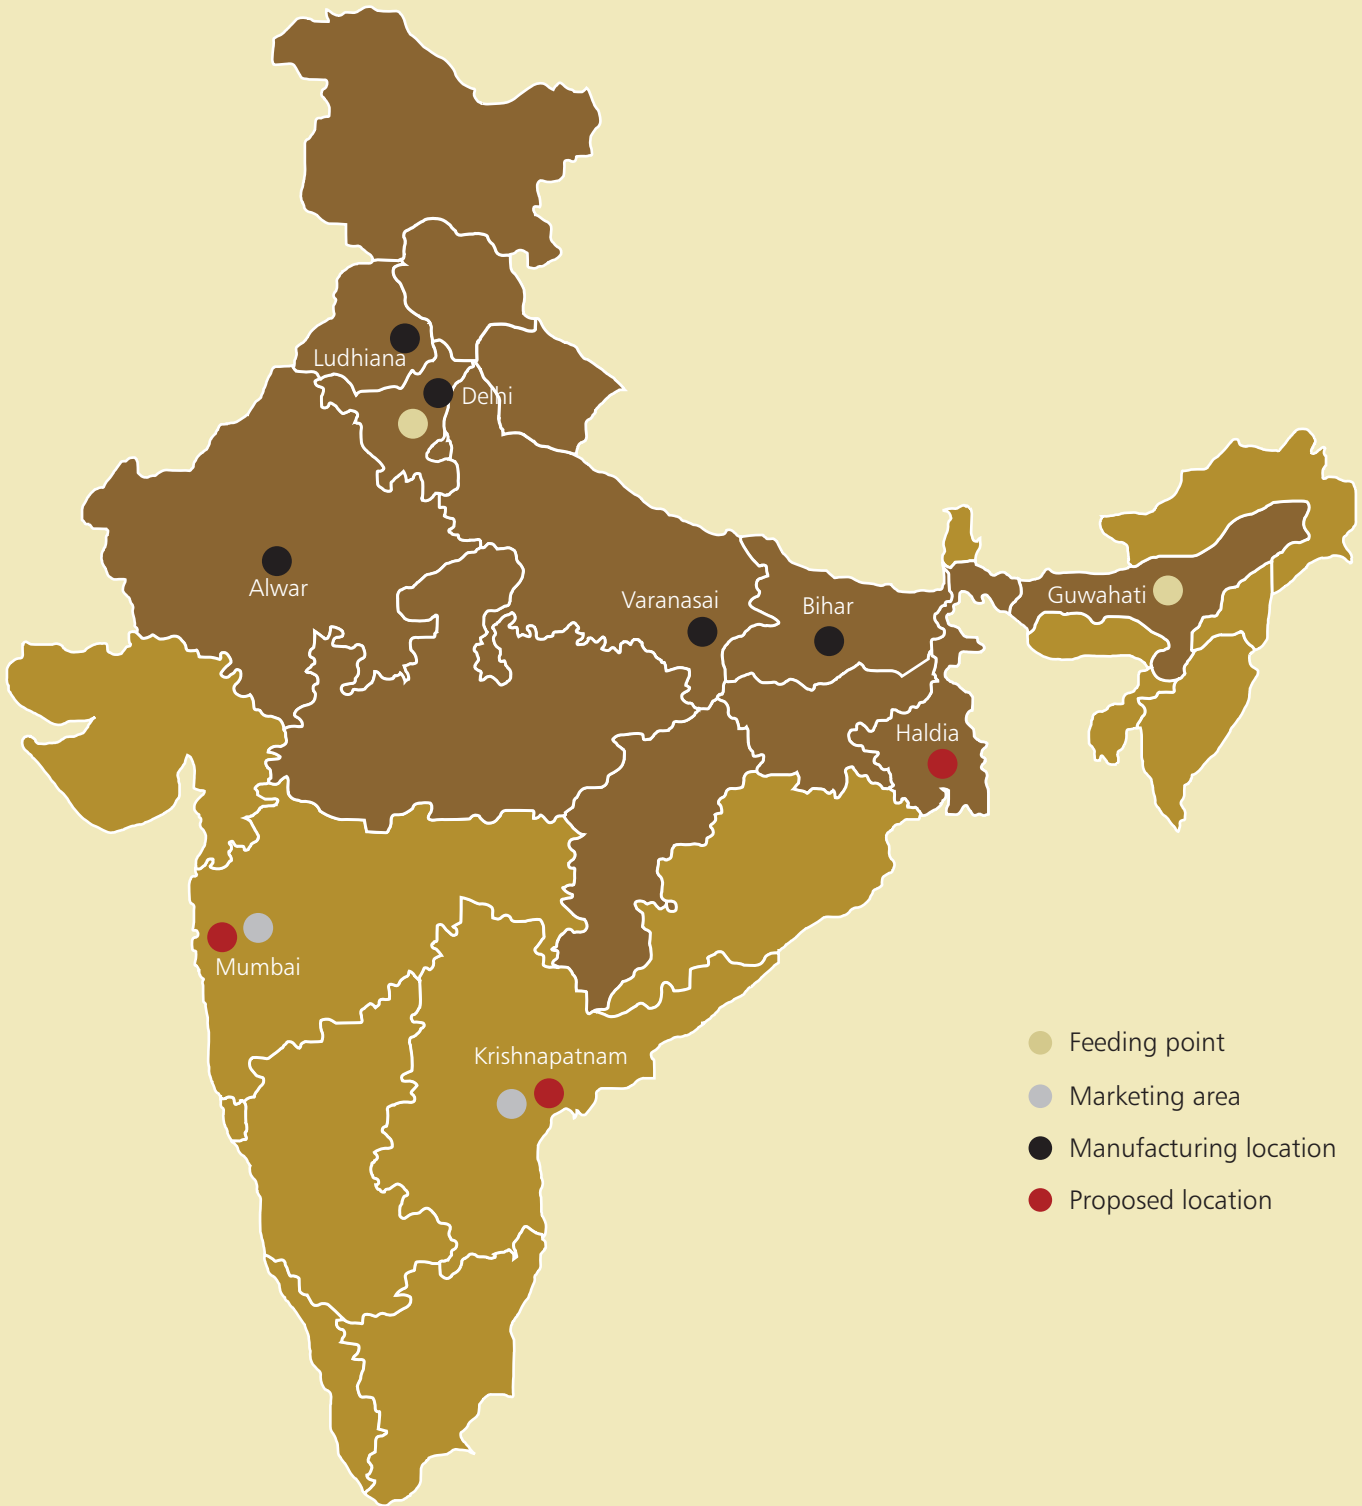 Ludhiana
Delhi
Alwar
Varanasai
Bihar
Guwahati
Haldia
Mumbai
Krishnapatnam
Feeding point
Marketing area
Manufacturing location
Proposed location